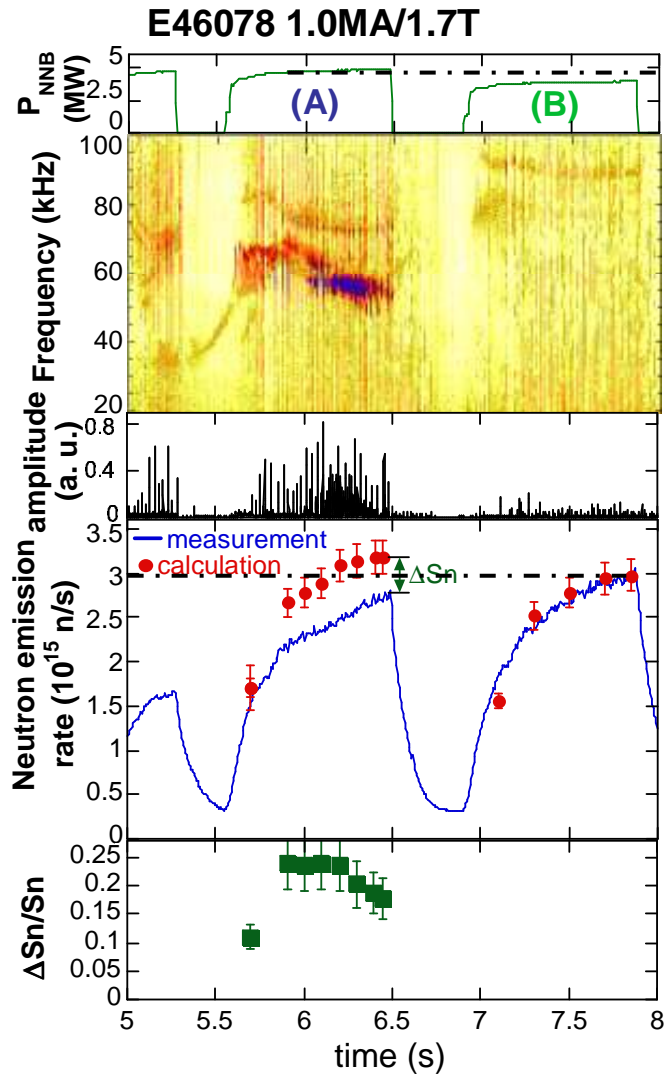 E46078 1.0MA/1.7T
P_NNB
(MW)
5
2.5
0
(A)
(B)
Frequency (kHz)
100
80
60
40
20
amplitude
(a. u.)
0.8
0.4
0
Neutron emission
rate (10^15 n/s)
3.5
3
2.5
2
1.5
1
0.5
0
measurement
calculation
ΔSn
ΔSn/Sn
0.25
0.2
0.15
0.1
0.05
0
5 5.5 6 6.5 7 7.5 8
time (s)